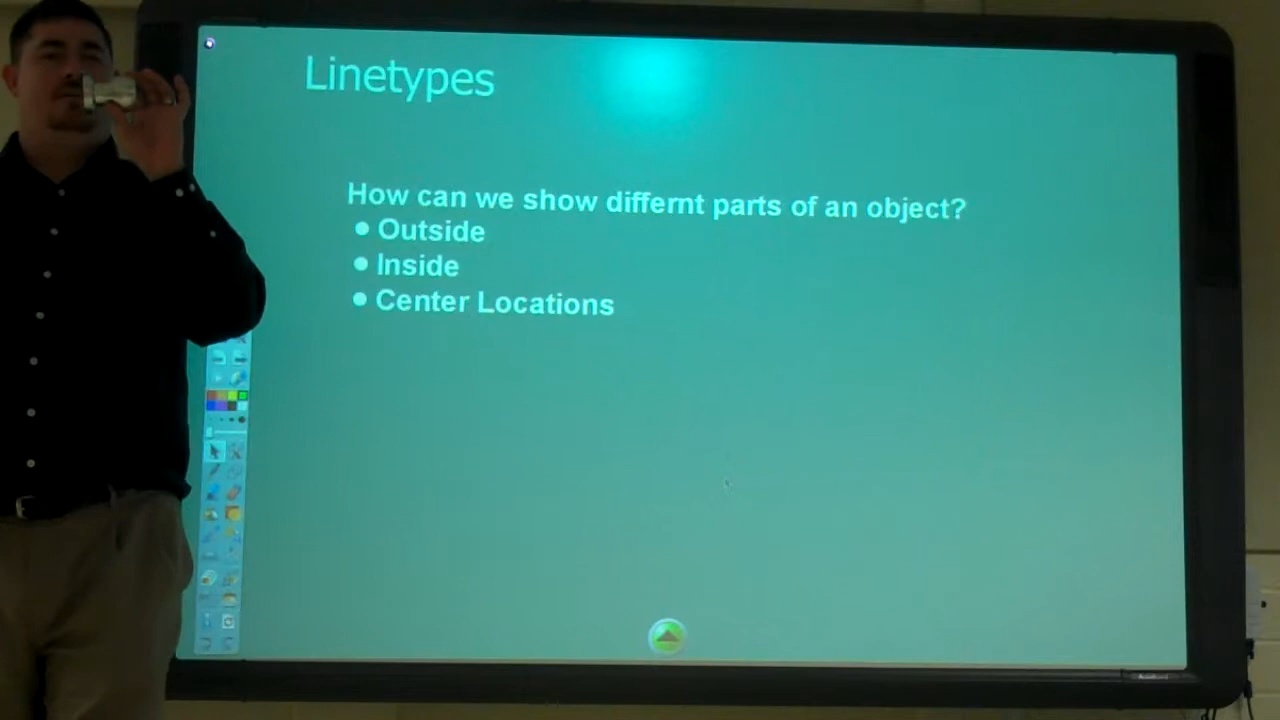 Linetypes
How can we show differnt parts of an object?
• Outside
• Inside
• Center Locations